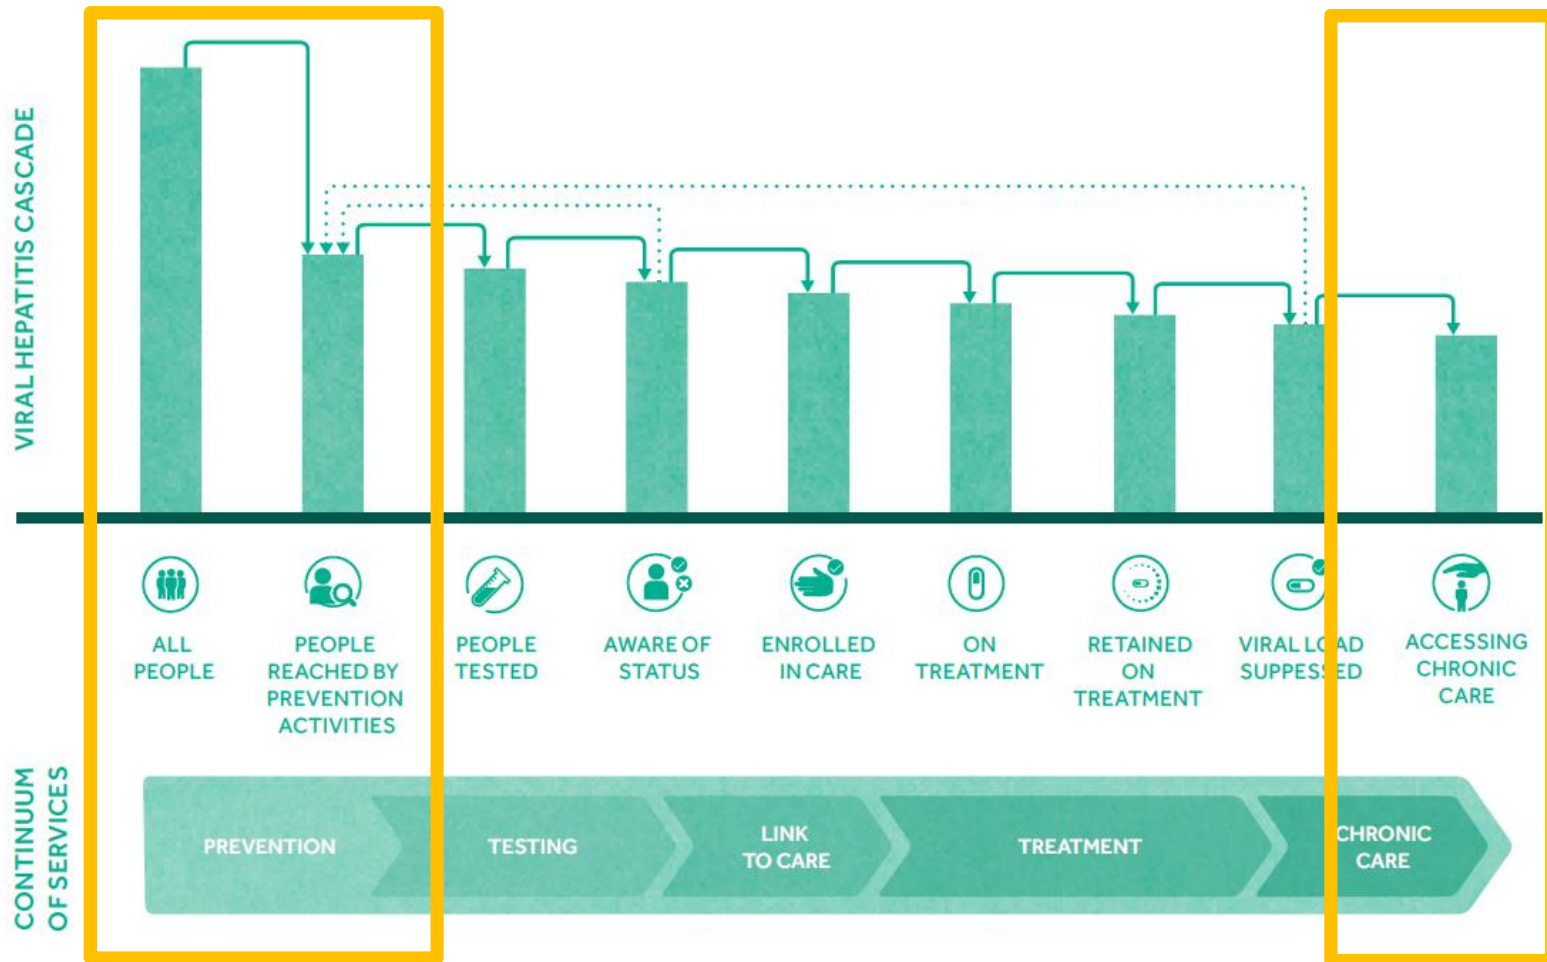 VIRAL HEPATITIS CASCADE
ALL
PEOPLE
PEOPLE
REACHED BY
PREVENTION
ACTIVITIES
PEOPLE
TESTED
AWARE OF
STATUS
ENROLLED
IN CARE
ON
TREATMENT
RETAINED
ON
TREATMENT
VIRAL LOAD
SUPPESSED
ACCESSING
CHRONIC
CARE
CONTINUUM
OF SERVICES
PREVENTION
TESTING
LINK
TO CARE
TREATMENT
CHRONIC
CARE